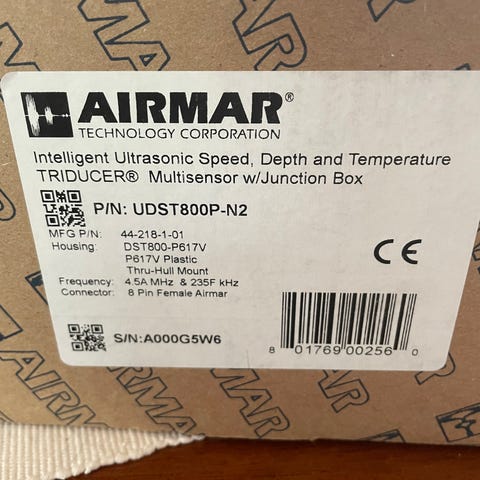 AIRMAR®
TECHNOLOGY CORPORATION
Intelligent Ultrasonic Speed, Depth and Temperature
TRIDUCER® Multisensor w/Junction Box
P/N: UDST800P-N2
MFG P/N: 44-218-1-01
Housing: DST800-P617V
P617V Plastic
Thru-Hull Mount
Frequency: 4.5A MHz & 235F kHz
Connector: 8 Pin Female Airmar
CE
S/N:A000G5W6
8 01769 00256 0
AIRMAR
AIRMAR